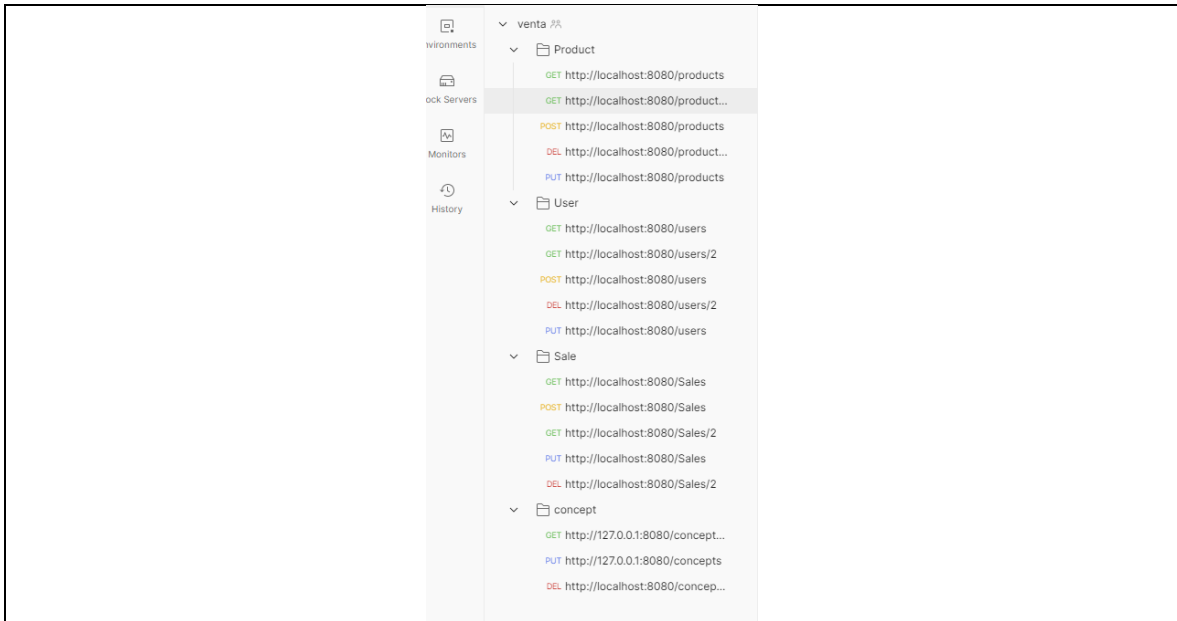 nvironments
ock Servers
Monitors
History
venta
Product
GET http://localhost:8080/products
GET http://localhost:8080/product...
POST http://localhost:8080/products
DEL http://localhost:8080/product...
PUT http://localhost:8080/products
User
GET http://localhost:8080/users
GET http://localhost:8080/users/2
POST http://localhost:8080/users
DEL http://localhost:8080/users/2
PUT http://localhost:8080/users
Sale
GET http://localhost:8080/Sales
POST http://localhost:8080/Sales
GET http://localhost:8080/Sales/2
PUT http://localhost:8080/Sales
DEL http://localhost:8080/Sales/2
concept
GET http://127.0.0.1:8080/concept...
PUT http://127.0.0.1:8080/concepts
DEL http://localhost:8080/concep...